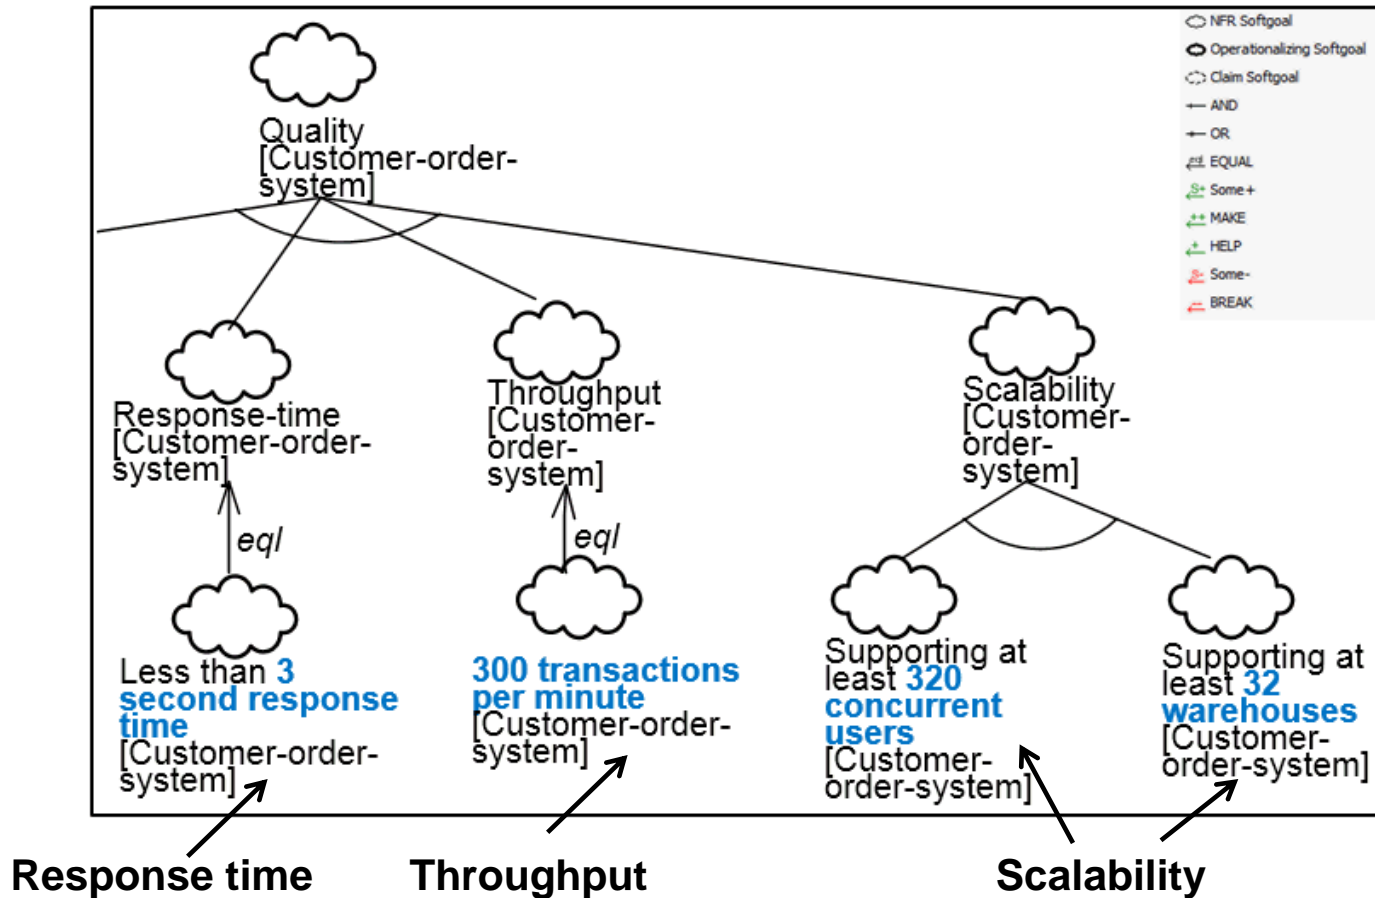 Quality
[Customer-order-
system]
NFR Softgoal
Operationalizing Softgoal
Claim Softgoal
AND
OR
eql EQUAL
S+ Some+
++ MAKE
+ HELP
S- Some-
-- BREAK
Response-time
[Customer-order-
system]
eql
Throughput
[Customer-
order-
system]
eql
Scalability
[Customer-
order-
system]
Less than 3
second response
time
[Customer-order-
system]
300 transactions
per minute
[Customer-order-
system]
Supporting at
least 320
concurrent
users
[Customer-
order-system]
Supporting at
least 32
warehouses
[Customer-
order-system]
Response time
Throughput
Scalability